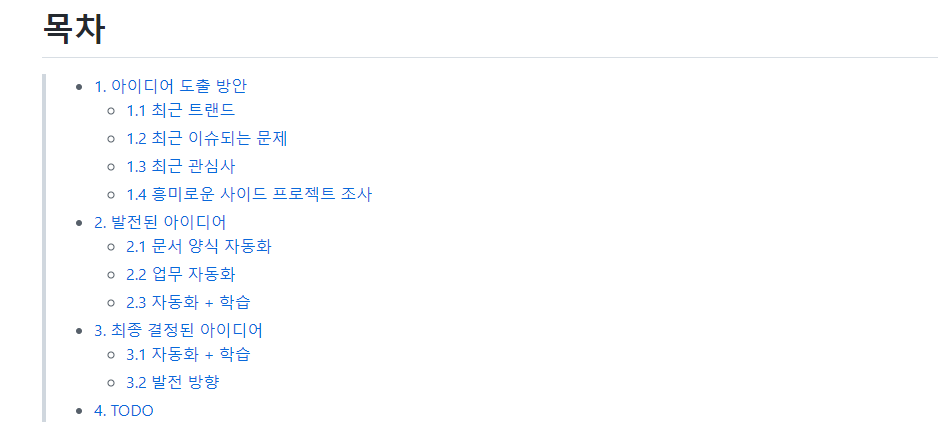 목차
1. 아이디어 도출 방안
1.1 최근 트랜드
1.2 최근 이슈되는 문제
1.3 최근 관심사
1.4 흥미로운 사이드 프로젝트 조사
2. 발전된 아이디어
2.1 문서 양식 자동화
2.2 업무 자동화
2.3 자동화 + 학습
3. 최종 결정된 아이디어
3.1 자동화 + 학습
3.2 발전 방향
4. TODO